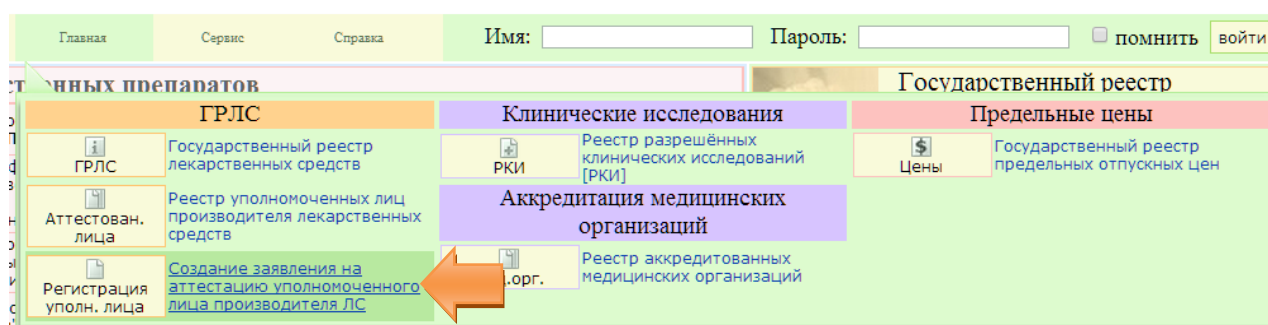 Главная Сервис Справка Имя: Пароль: помнить войти
нных препаратов
Государственный реестр
ГРЛС
ГРЛС
Государственный реестр
лекарственных средств
Аттестован.
лица
Реестр уполномоченных лиц
производителя лекарственных
средств
Регистрация
уполн. лица
Создание заявления на
аттестацию уполномоченного
лица производителя ЛС
Клинические исследования
РКИ
Реестр разрешённых
клинических исследований
[РКИ]
Аккредитация медицинских
организаций
.орг.
Реестр аккредитованных
медицинских организаций
Предельные цены
Цены
Государственный реестр
предельных отпускных цен